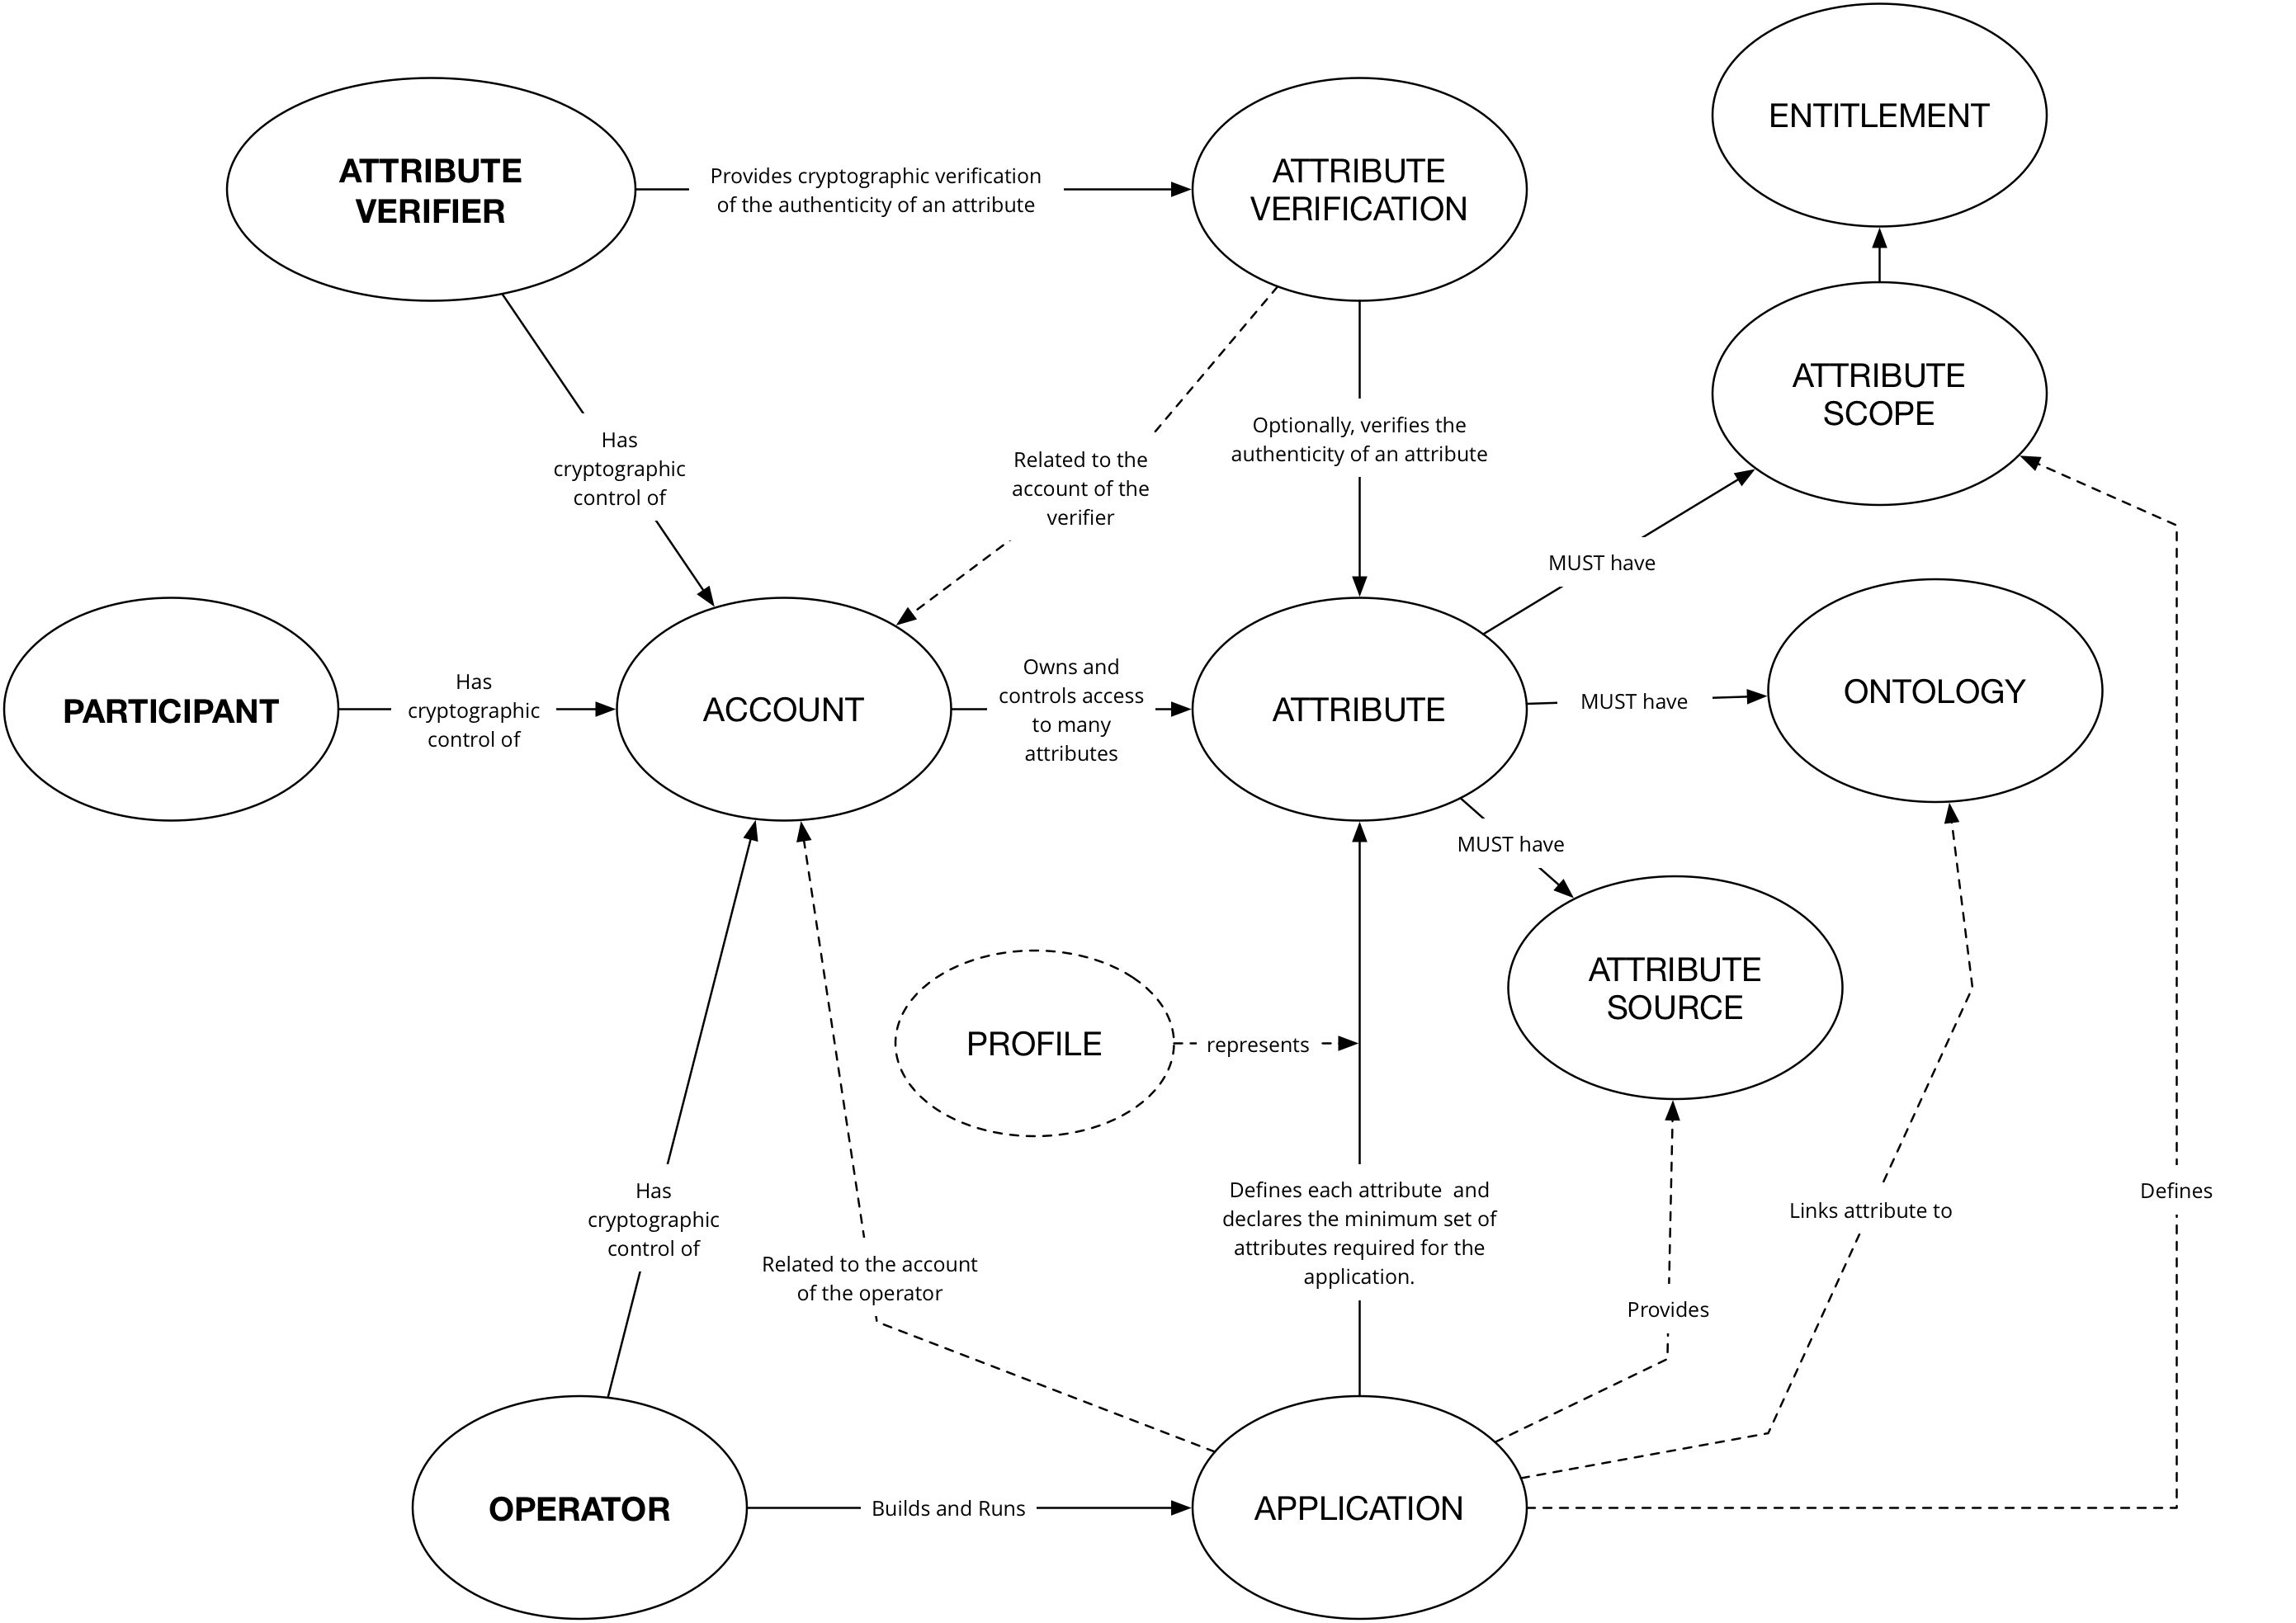 ENTITLEMENT
ATTRIBUTE
VERIFIER
Provides cryptographic verification
of the authenticity of an attribute
ATTRIBUTE
VERIFICATION
ATTRIBUTE
SCOPE
Has
cryptographic
control of
Related to the
account of the
verifier
Optionally, verifies the
authenticity of an attribute
MUST have
PARTICIPANT
Has
cryptographic
control of
ACCOUNT
Owns and
controls access
to many
attributes
ATTRIBUTE
MUST have
ONTOLOGY
MUST have
ATTRIBUTE
SOURCE
PROFILE
represents
Has
cryptographic
control of
Related to the account
of the operator
Defines each attribute  and
declares the minimum set of
attributes required for the
application.
Provides
Links attribute to
Defines
OPERATOR
Builds and Runs
APPLICATION